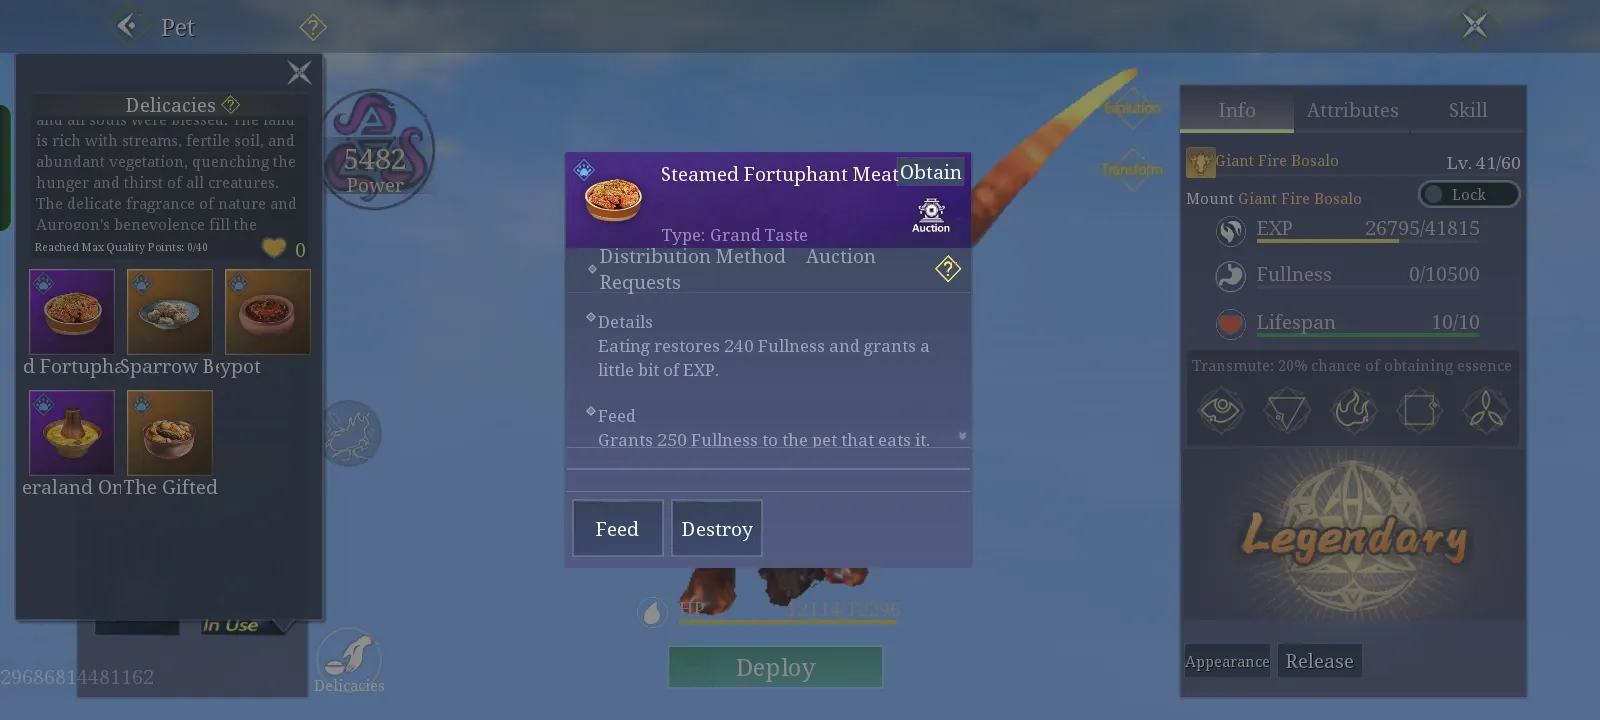 Pet
Delicacies
and all souls were blessed. The land
is rich with streams, fertile soil, and
abundant vegetation, quenching the
hunger and thirst of all creatures.
The delicate fragrance of nature and
Aurogon's benevolence fill the
Reached Max Quality Points: 0/40
0
d Fortupha
Sparrow B
ypot
eraland On
The Gifted
In Use
29686814481162
5482
Power
Delicacies
Steamed Fortuphant Meat
Obtain
Auction
Type: Grand Taste
Distribution Method Auction
Requests
Details
Eating restores 240 Fullness and grants a
little bit of EXP.
Feed
Grants 250 Fullness to the pet that eats it.
Feed
Destroy
HP 12114/12296
Deploy
Evolution
Transform
Info
Attributes
Skill
Giant Fire Bosalo
Lv. 41/60
Mount Giant Fire Bosalo
Lock
EXP 26795/41815
Fullness 0/10500
Lifespan 10/10
Transmute: 20% chance of obtaining essence
Legendary
Appearance
Release